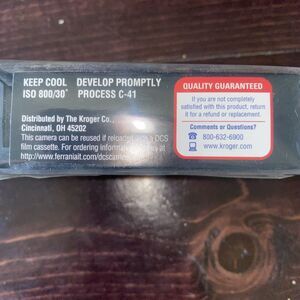 KEEP COOL DEVELOP PROMPTLY
ISO 800/30° PROCESS C-41
Distributed by The Kroger Co.,
Cincinnati, OH 45202
This camera can be reused if reloaded with a DCS
film cassette. For ordering information
http://www.ferraniait.com/dcscamera
QUALITY GUARANTEED
If you are not completely
satisfied with this product, return
it for a refund or replacement.
Comments or Questions?
800-632-6900
www.kroger.com